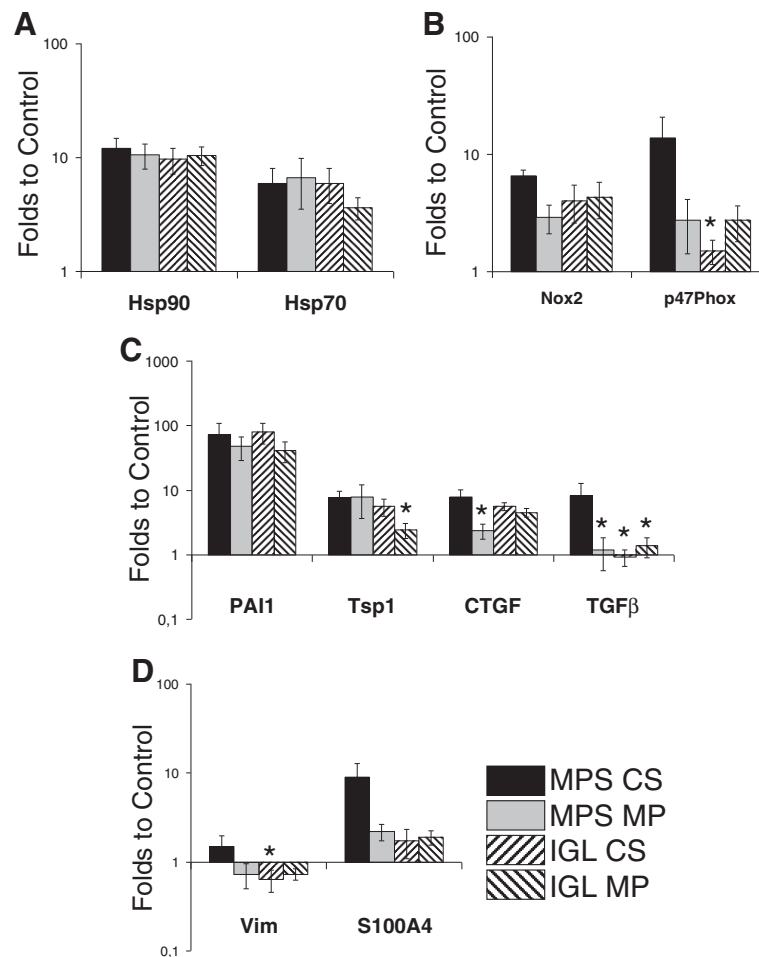 A
Folds to Control
100
10
1
Hsp90
Hsp70
B
Folds to Control
100
10
1
*
Nox2
p47Phox
C
Folds to Control
1000
100
10
1
0,1
*
*
* * *
PAI1
Tsp1
CTGF
TGFβ
D
Folds to Control
100
10
1
0,1
*
Vim
S100A4
MPS CS
MPS MP
IGL CS
IGL MP